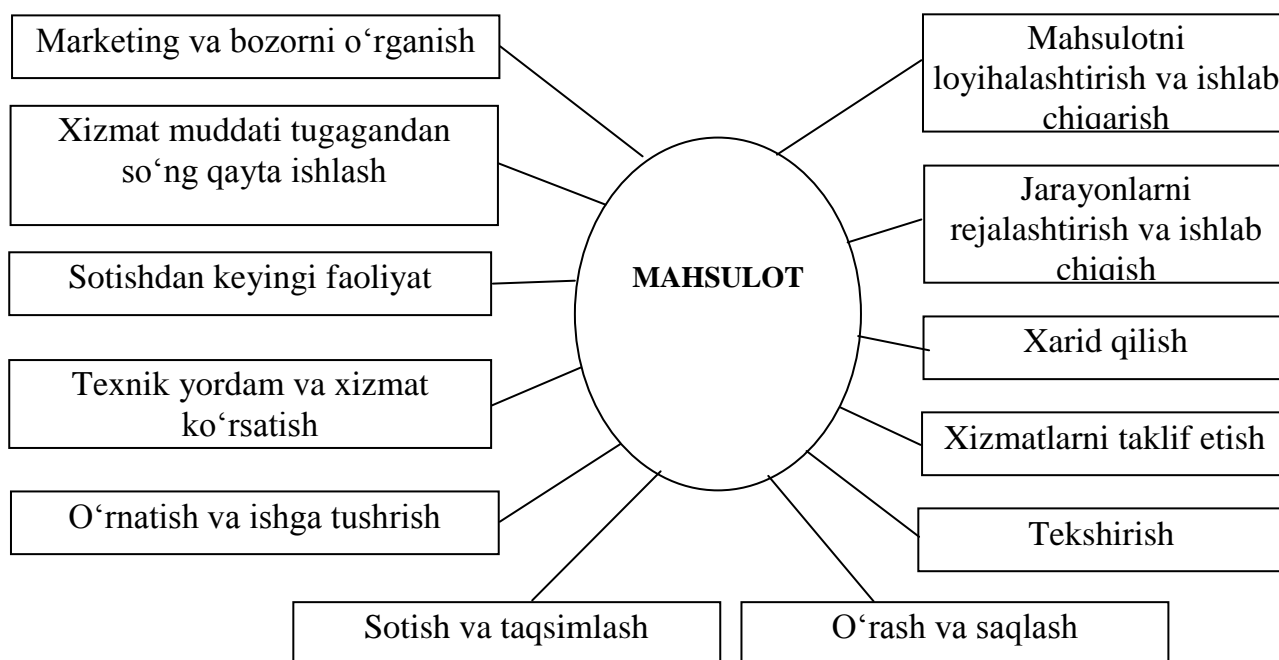 Marketing va bozorni o‘rganish
Xizmat muddati tugagandan
so‘ng qayta ishlash
Sotishdan keyingi faoliyat
Texnik yordam va xizmat
ko‘rsatish
O‘rnatish va ishga tushrish
MAHSULOT
Mahsulotni
loyihalashtirish va ishlab
chiqarish
Jarayonlarni
rejalashtirish va ishlab
chiqish
Xarid qilish
Xizmatlarni taklif etish
Tekshirish
Sotish va taqsimlash
O‘rash va saqlash